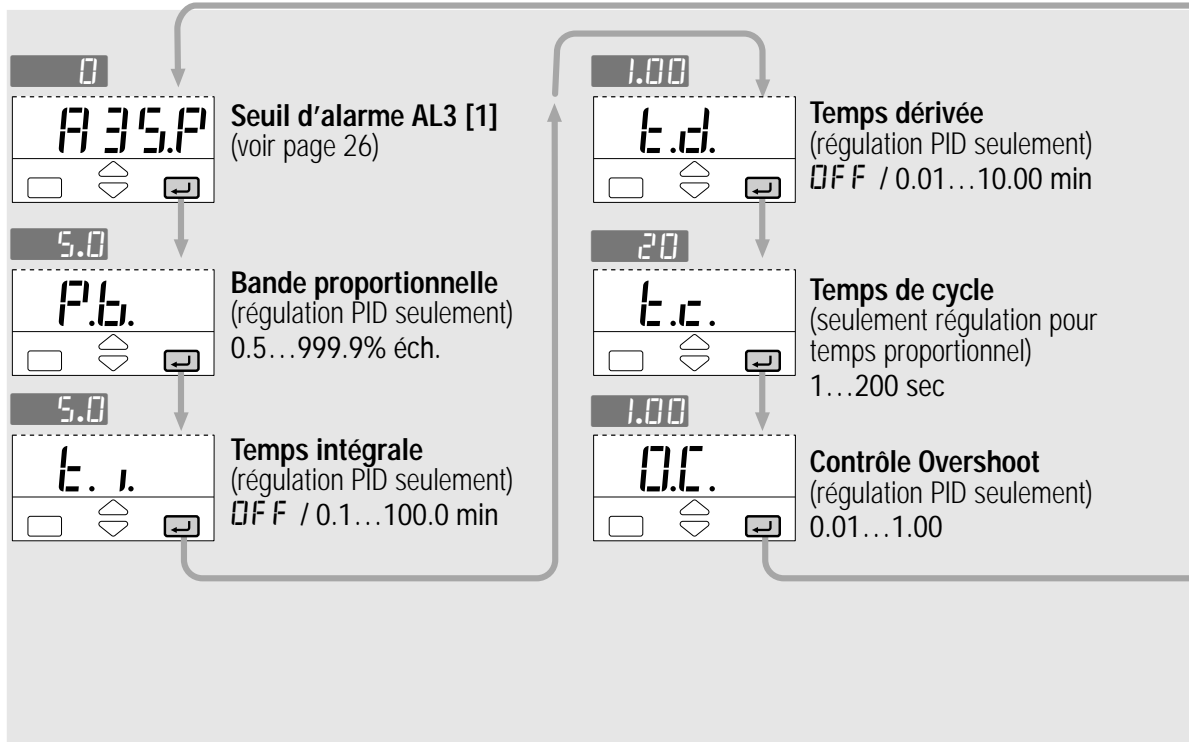 0
A3S.P
Seuil d'alarme AL3 [1]
(voir page 26)
5.0
P.b.
Bande proportionnelle
(régulation PID seulement)
0.5…999.9% éch.
5.0
t. i.
Temps intégrale
(régulation PID seulement)
OFF / 0.1…100.0 min
1.00
t.d.
Temps dérivée
(régulation PID seulement)
OFF / 0.01…10.00 min
20
t.c.
Temps de cycle
(seulement régulation pour
temps proportionnel)
1…200 sec
1.00
O.C.
Contrôle Overshoot
(régulation PID seulement)
0.01…1.00